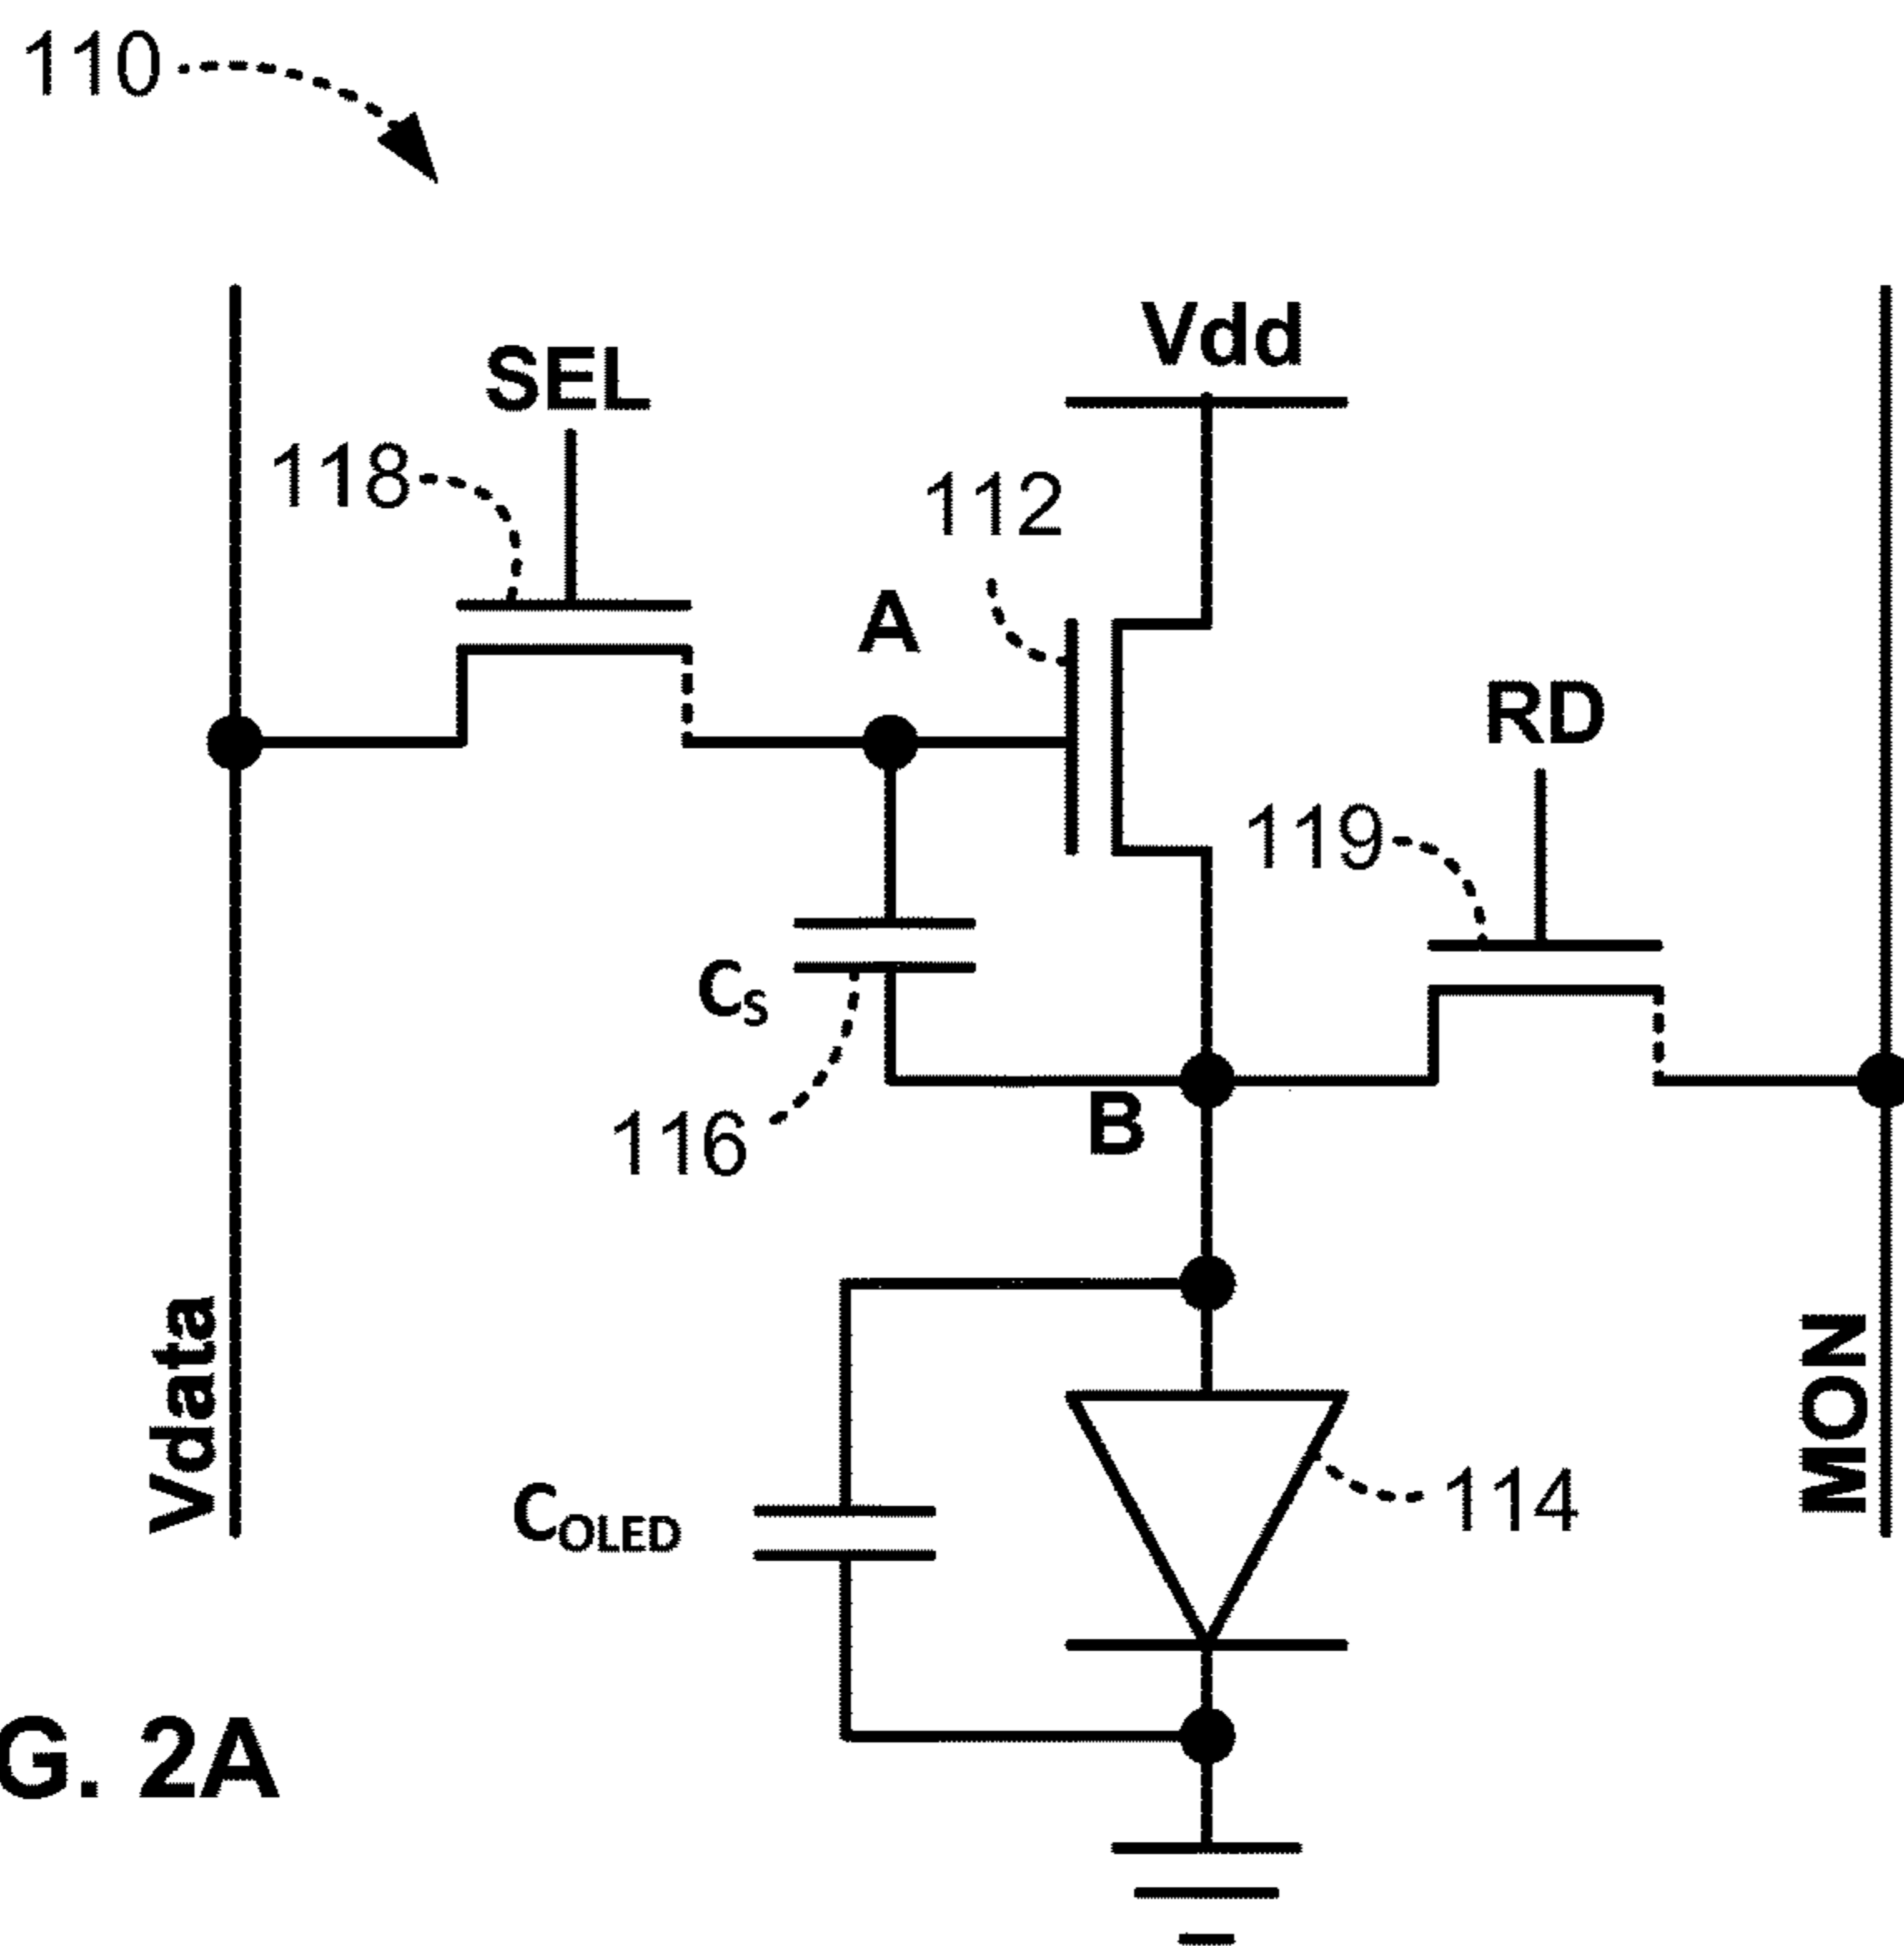 110
Vdd
SEL
118
112
A
RD
119
CS
116
B
Vdata
MON
COLED
114
G. 2A